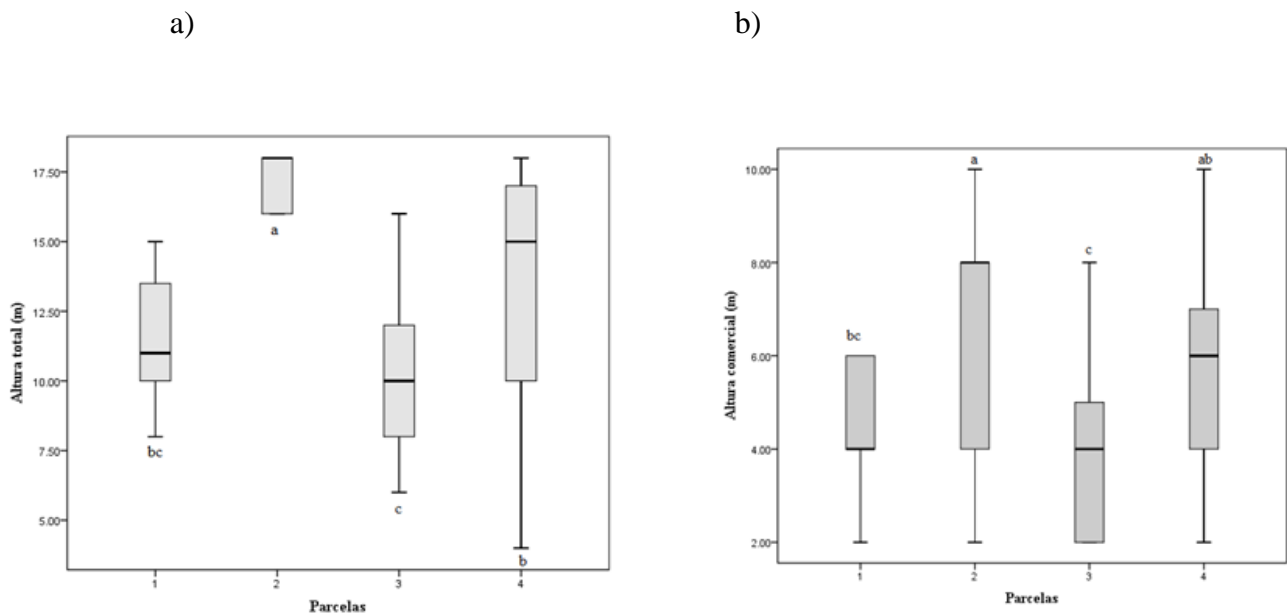 a)
b)
Altura total (m)
17.50
15.00
12.50
10.00
7.50
5.00
bc
a
c
b
1 2 3 4
Parcelas
Altura comercial (m)
10.00
8.00
6.00
4.00
2.00
bc
a
c
ab
1 2 3 4
Parcelas